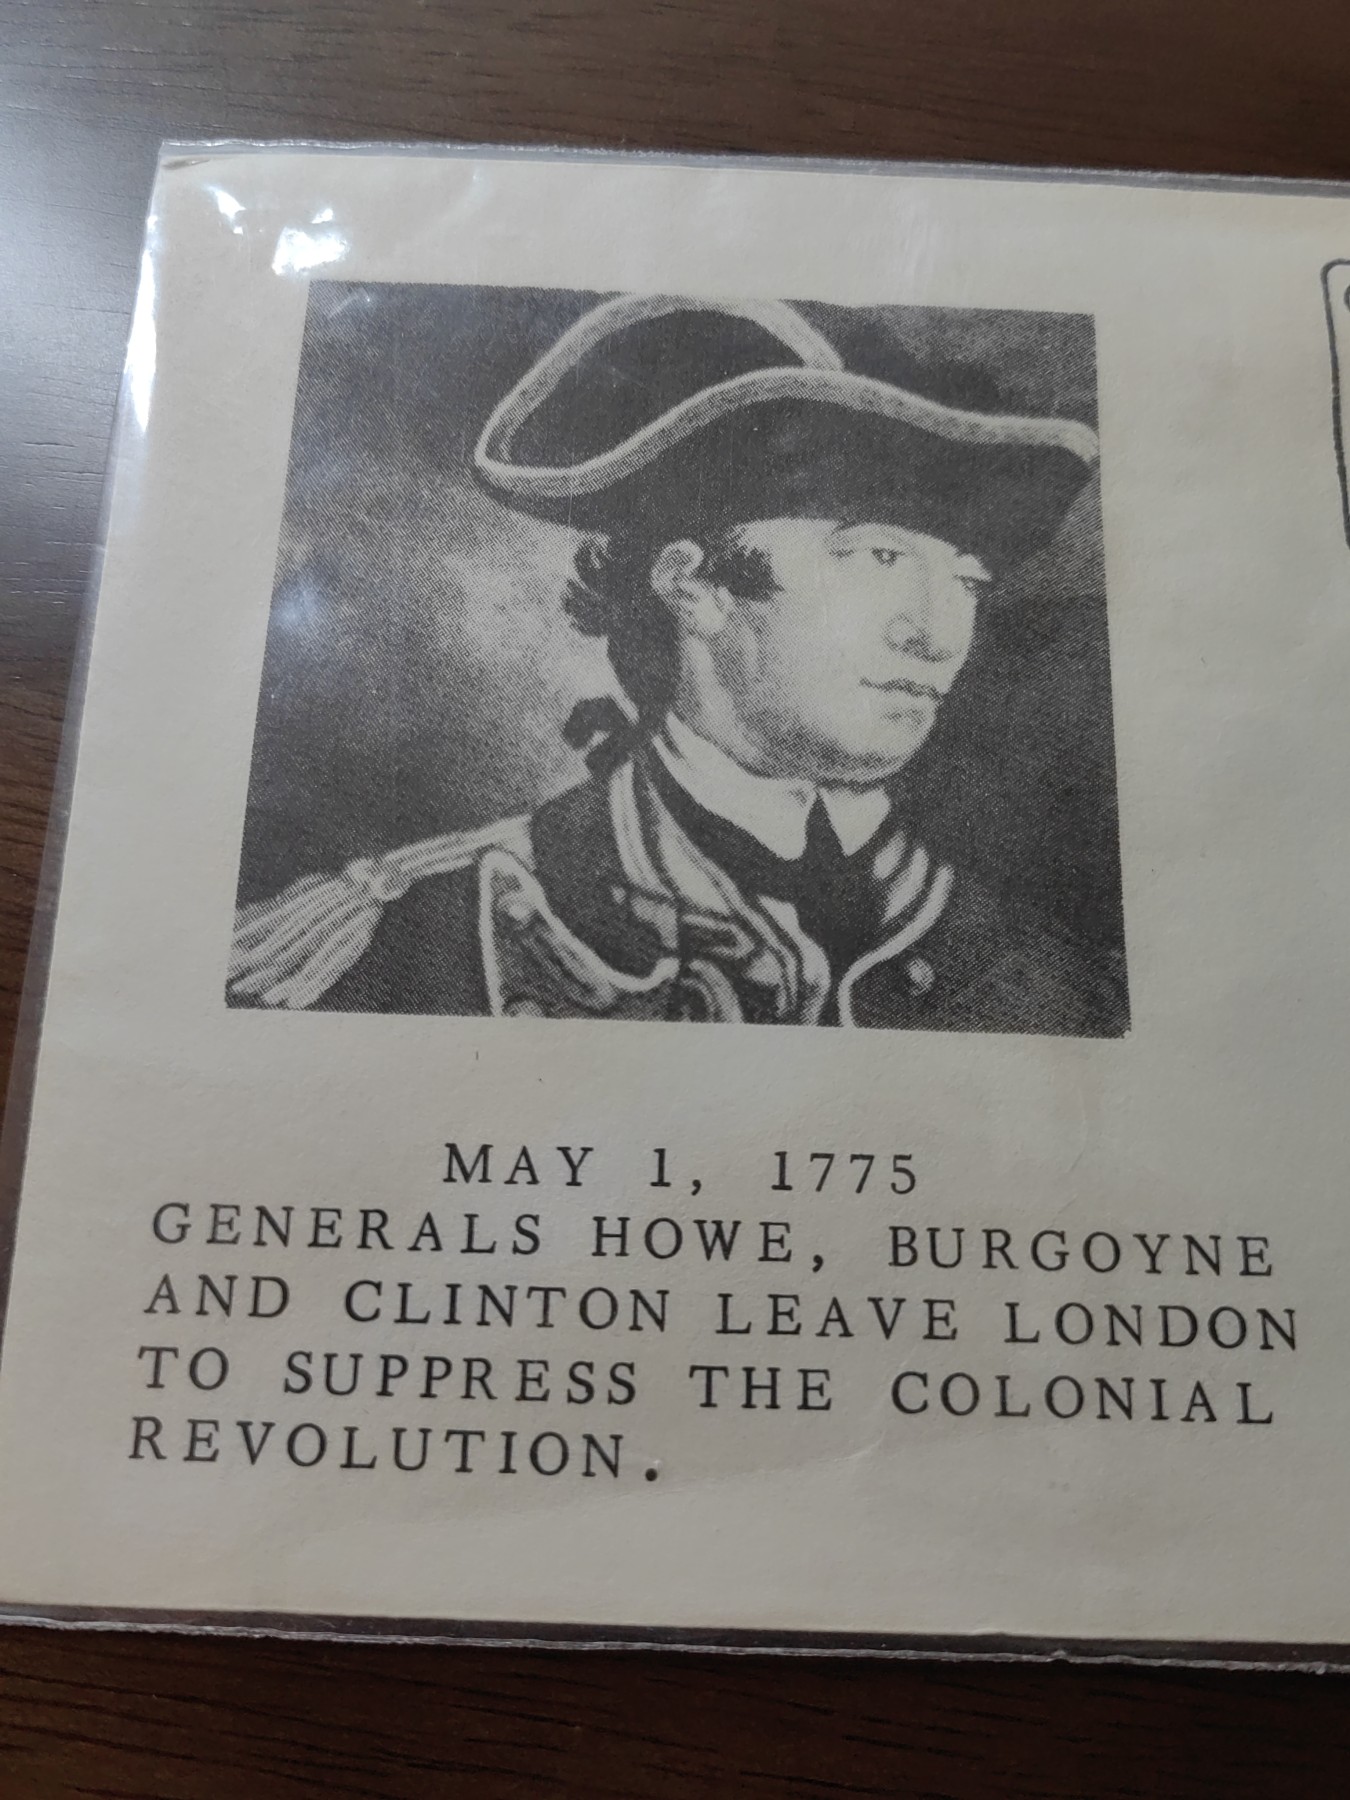 MAY 1, 1775
GENERALS HOWE, BURGOYNE
AND CLINTON LEAVE LONDON
TO SUPPRESS THE COLONIAL
REVOLUTION.